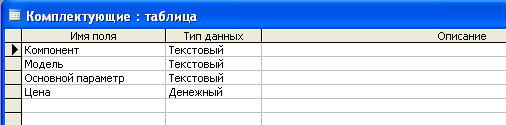 Комплектующие : таблица
Имя поля Тип данных Описание
Компонент Текстовый
Модель Текстовый
Основной параметр Текстовый
Цена Денежный